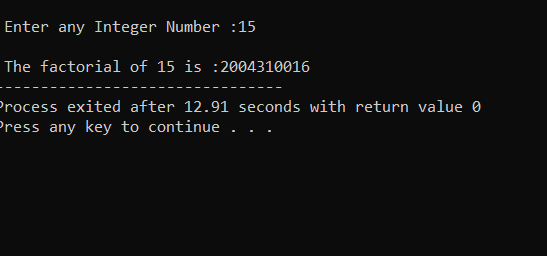 Enter any Integer Number :15
The factorial of 15 is :2004310016
--------------------------------
Process exited after 12.91 seconds with return value 0
Press any key to continue . . .